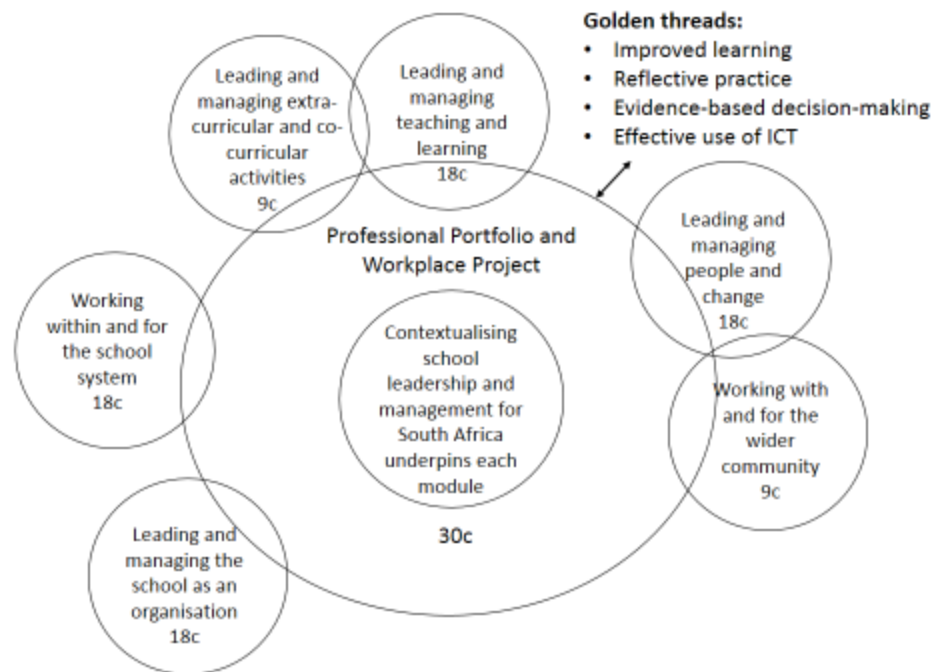 Golden threads:
• Improved learning
• Reflective practice
• Evidence-based decision-making
• Effective use of ICT
Leading and
managing extra-
curricular and co-
curricular
activities
9c
Leading and
managing
teaching and
learning
18c
Leading and
managing
people and
change
18c
Professional Portfolio and
Workplace Project
Working
within and for
the school
system
18c
Contextualising
school
leadership and
management for
South Africa
underpins each
module
30c
Working with
and for the
wider
community
9c
Leading and
managing the
school as an
organisation
18c